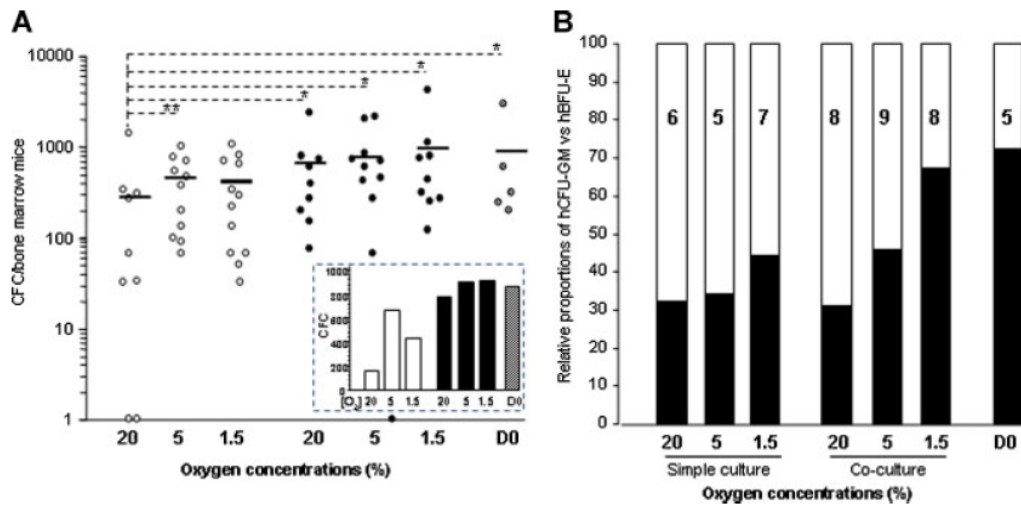 A
CFC/bone marrow mice
10000
1000
100
10
1
*
*
*
*
**
CFC
1000
800
600
400
200
[O₂]
20 5 1.5 20 5 1.5 D0
20 5 1.5 20 5 1.5 D0
Oxygen concentrations (%)
B
Relative proportions of hCFU-GM vs hBFU-E
100
90
80
70
60
50
40
30
20
10
0
6 5 7 8 9 8 5
20 5 1.5 20 5 1.5 D0
Simple culture Co-culture
Oxygen concentrations (%)